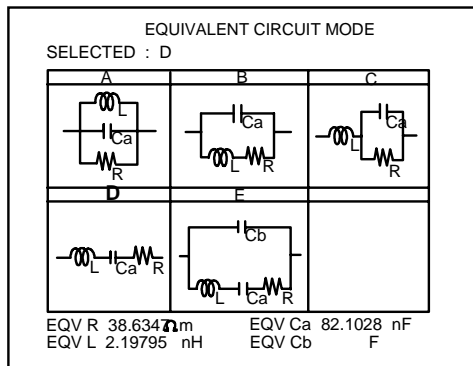 EQUIVALENT CIRCUIT MODE
SELECTED : D
A B C
L
Ca
R
Ca
L R
Ca
L
R
D E
L Ca R
Cb
L Ca R
EQV R 38.6347 Ωm EQV Ca 82.1028 nF
EQV L 2.19795 nH EQV Cb F